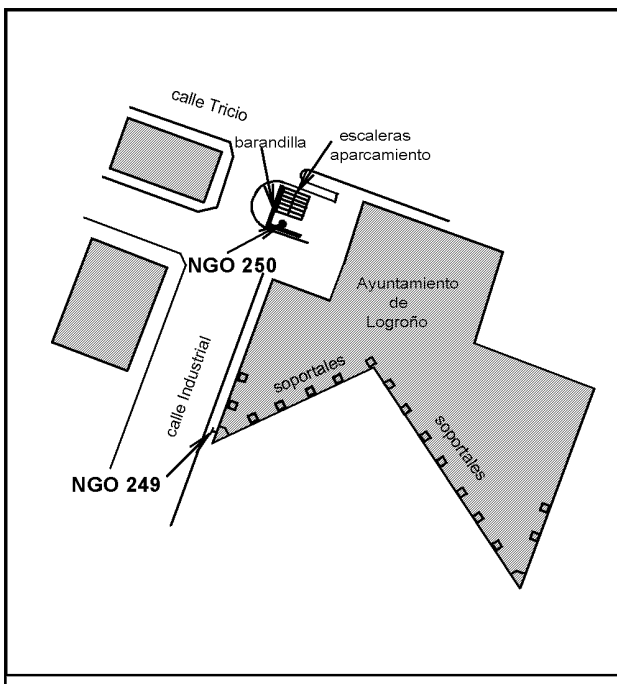 calle Tricio
barandilla
escaleras
aparcamiento
NGO 250
Ayuntamiento
de
Logroño
soportales
calle Industrial
soportales
NGO 249